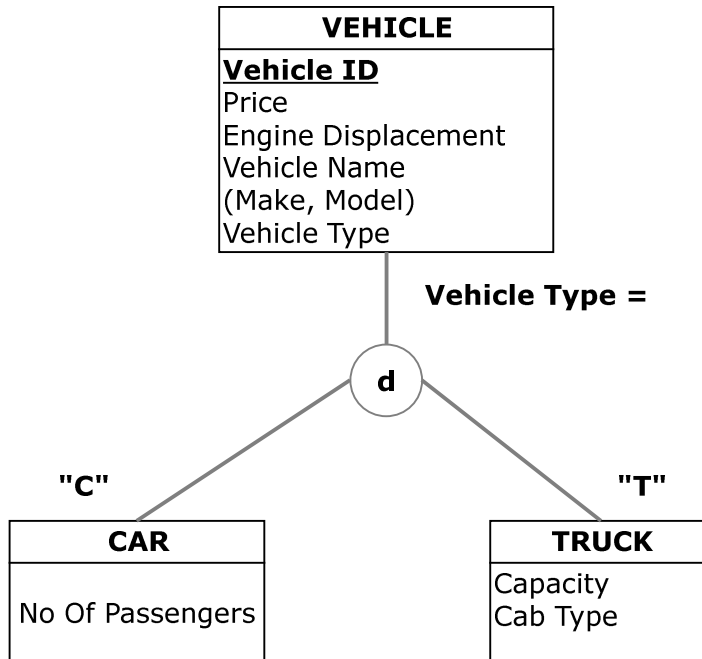 VEHICLE
Vehicle ID
Price
Engine Displacement
Vehicle Name
(Make, Model)
Vehicle Type
Vehicle Type =
d
"C"
"T"
CAR
No Of Passengers
TRUCK
Capacity
Cab Type